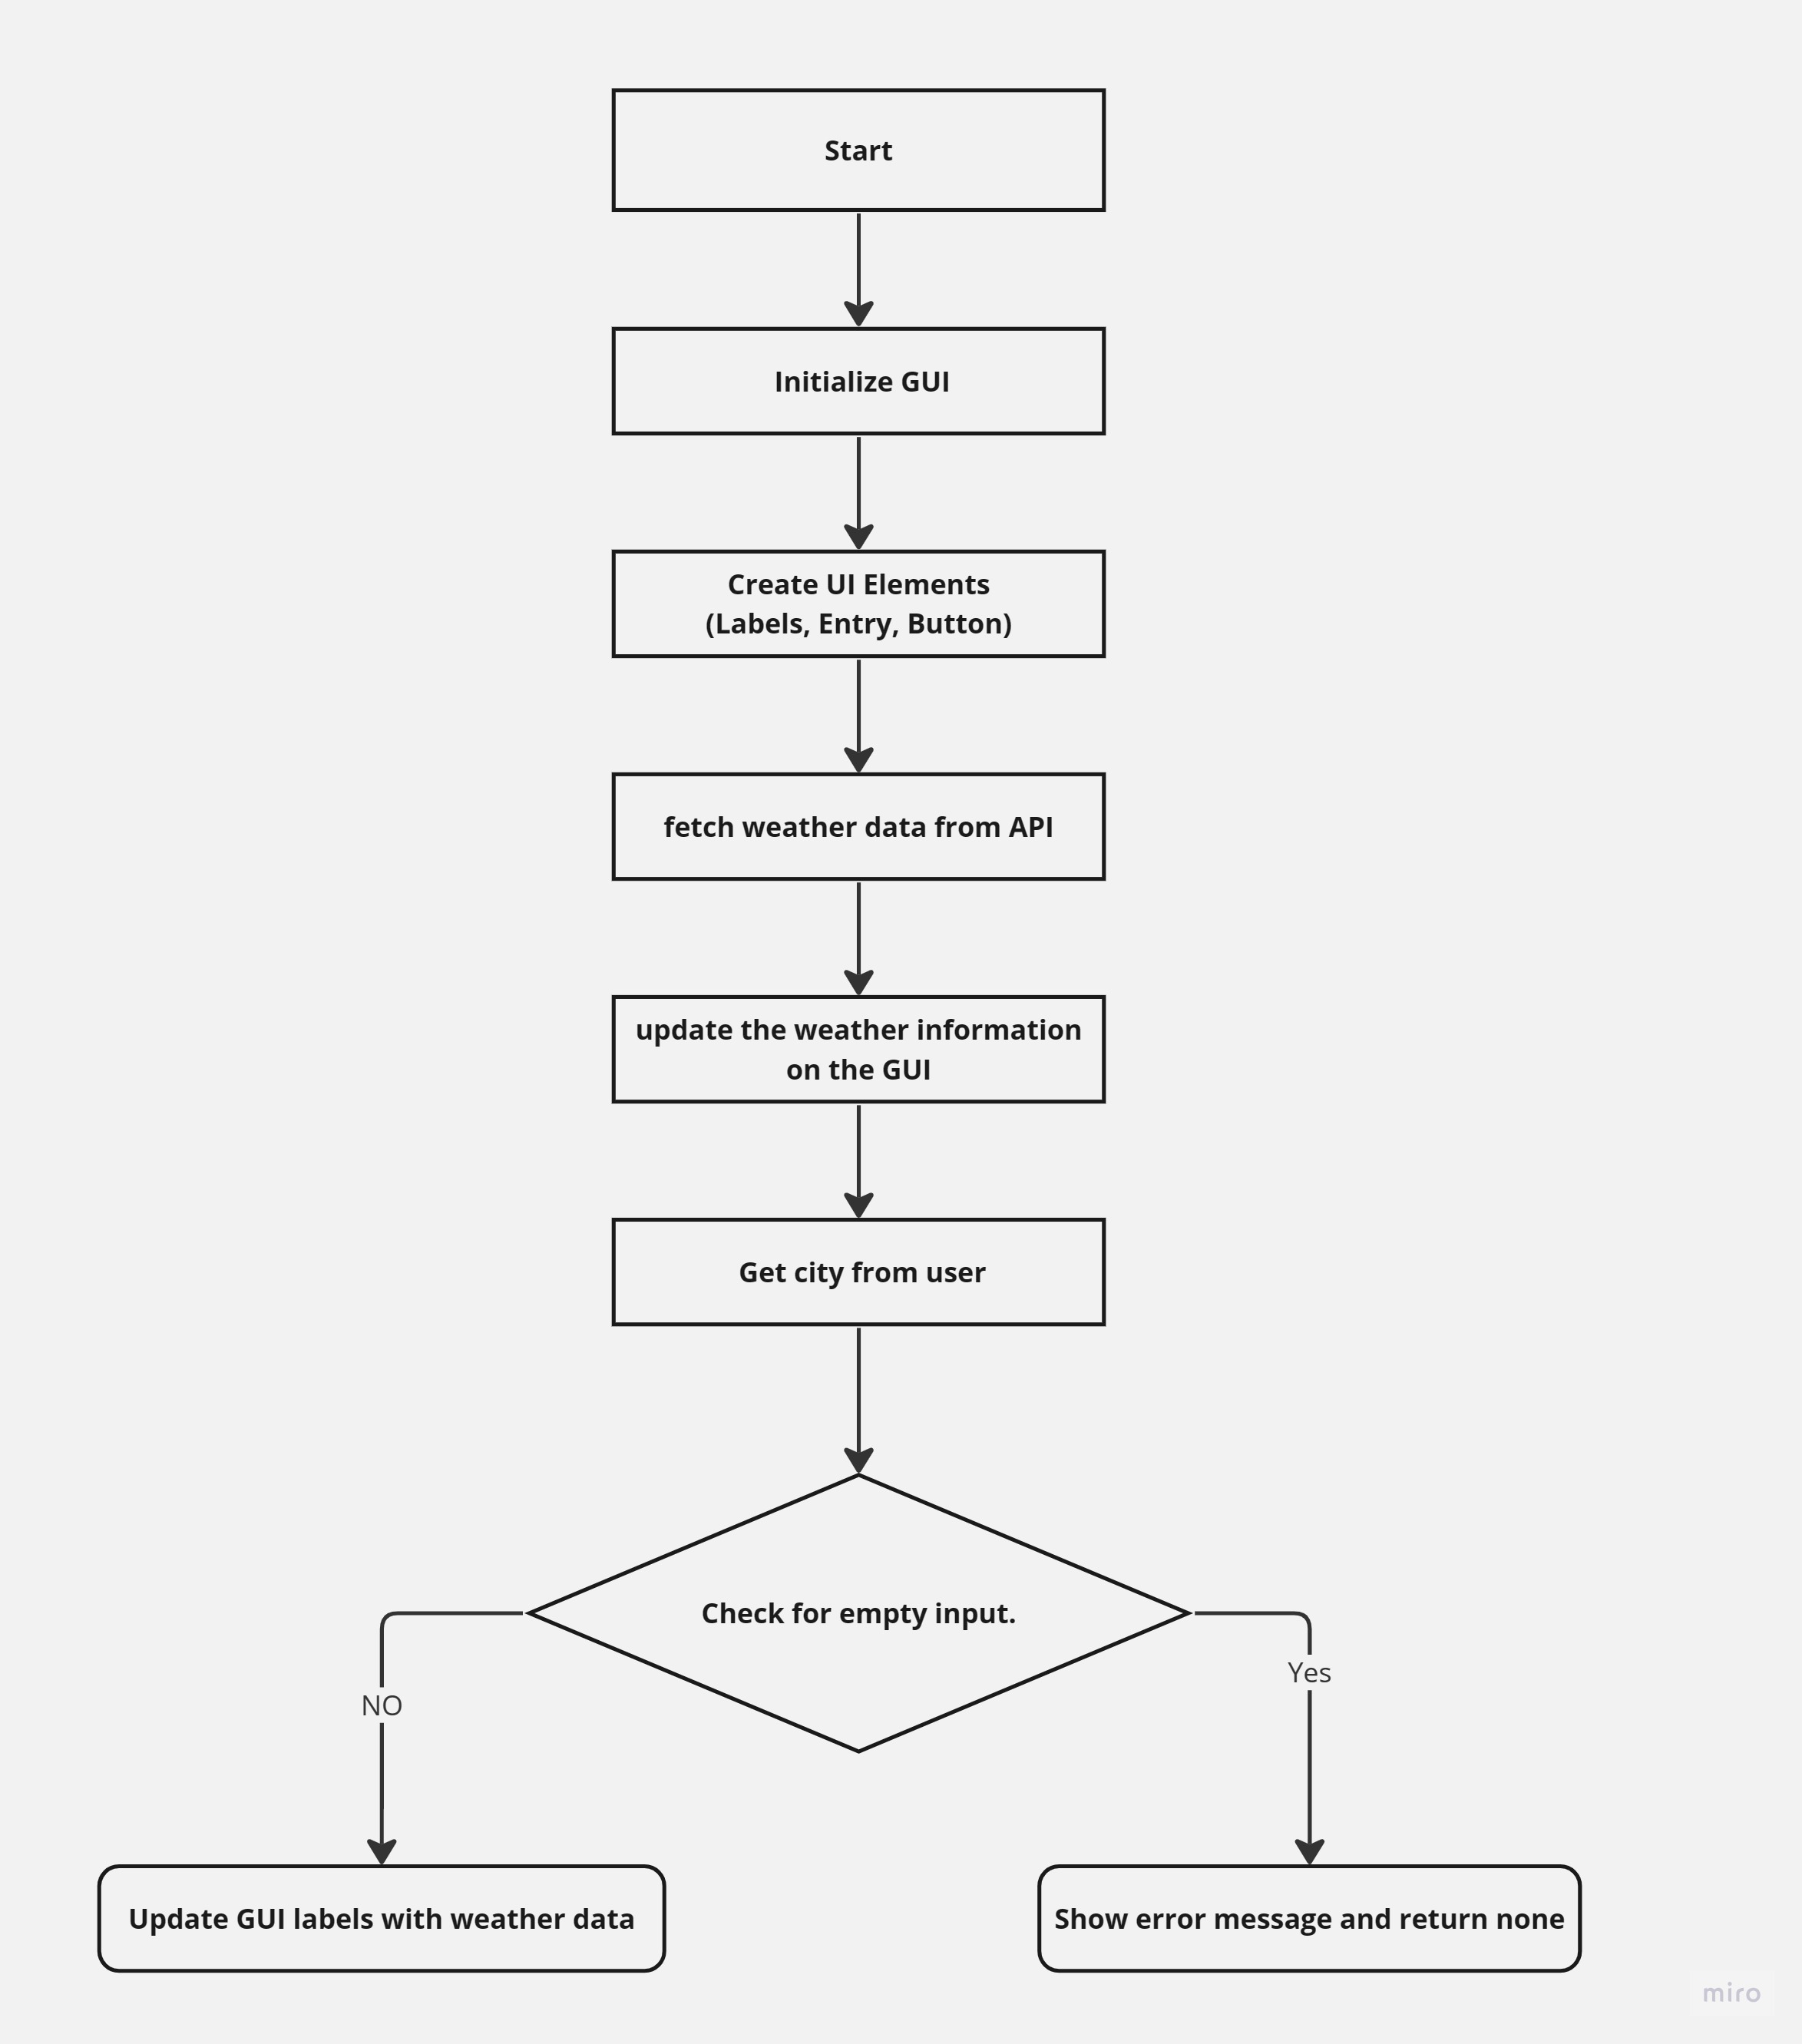 Start
Initialize GUI
Create UI Elements
(Labels, Entry, Button)
fetch weather data from API
update the weather information
on the GUI
Get city from user
Check for empty input.
Yes
NO
Update GUI labels with weather data
Show error message and return none
miro